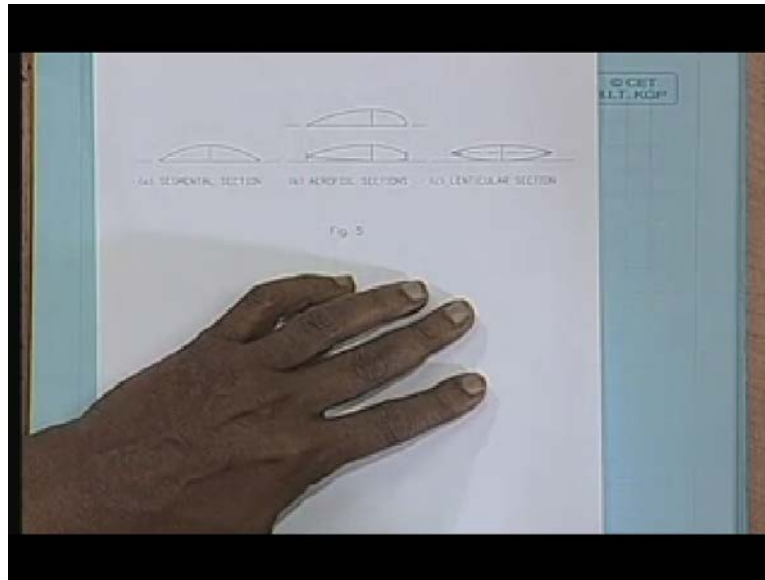 © CET
I.I.T. KGP
(a) SEGMENTAL SECTION (b) AEROFOIL SECTIONS (c) LENTICULAR SECTION
Fig. 5